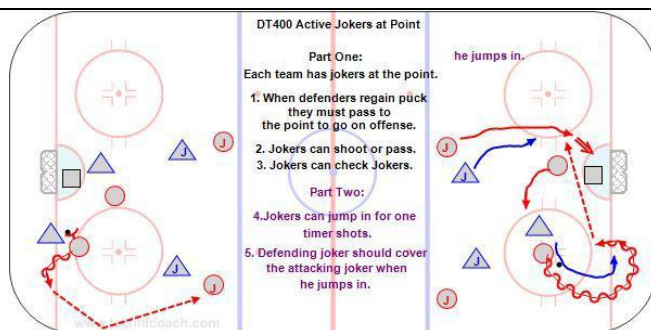 DT400 Active Jokers at Point
Part One:
Each team has jokers at the point.
1. When defenders regain puck
they must pass to
the point to go on offense.
2. Jokers can shoot or pass.
3. Jokers can check Jokers.
Part Two:
4.Jokers can jump in for one
timer shots.
5. Defending joker should cover
the attacking joker when
he jumps in.
he jumps in.
J
J
J
J
J
J
J
J